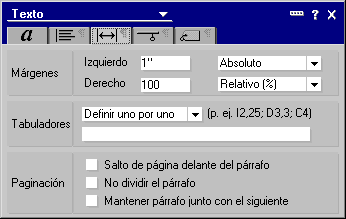 Texto
? X
a ¶ ¶ ¶ ¶
Márgenes
Izquierdo 1" Absoluto
Derecho 100 Relativo (%)
Tabuladores
Definir uno por uno (p. ej. I2,25; D3,3; C4)
Paginación
Salto de página delante del párrafo
No dividir el párrafo
Mantener párrafo junto con el siguiente